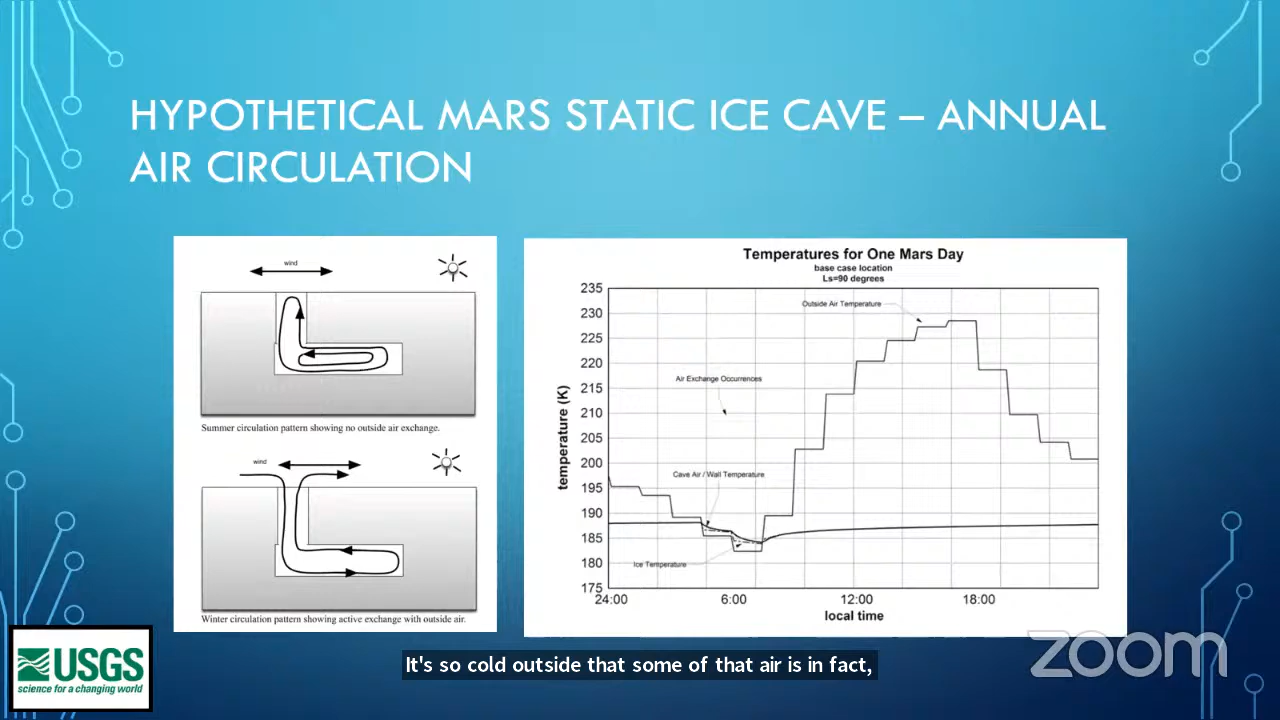 HYPOTHETICAL MARS STATIC ICE CAVE – ANNUAL
AIR CIRCULATION
wind
Summer circulation pattern showing no outside air exchange.
wind
Winter circulation pattern showing active exchange with outside air.
Temperatures for One Mars Day
base case location
Ls=90 degrees
235
230
225
220
215
210
205
200
195
190
185
180
175
temperature (K)
Outside Air Temperature
Air Exchange Occurrences
Cave Air / Wall Temperature
Ice Temperature
24:00 6:00 12:00 18:00
local time
USGS
science for a changing world
zoom
It's so cold outside that some of that air is in fact,